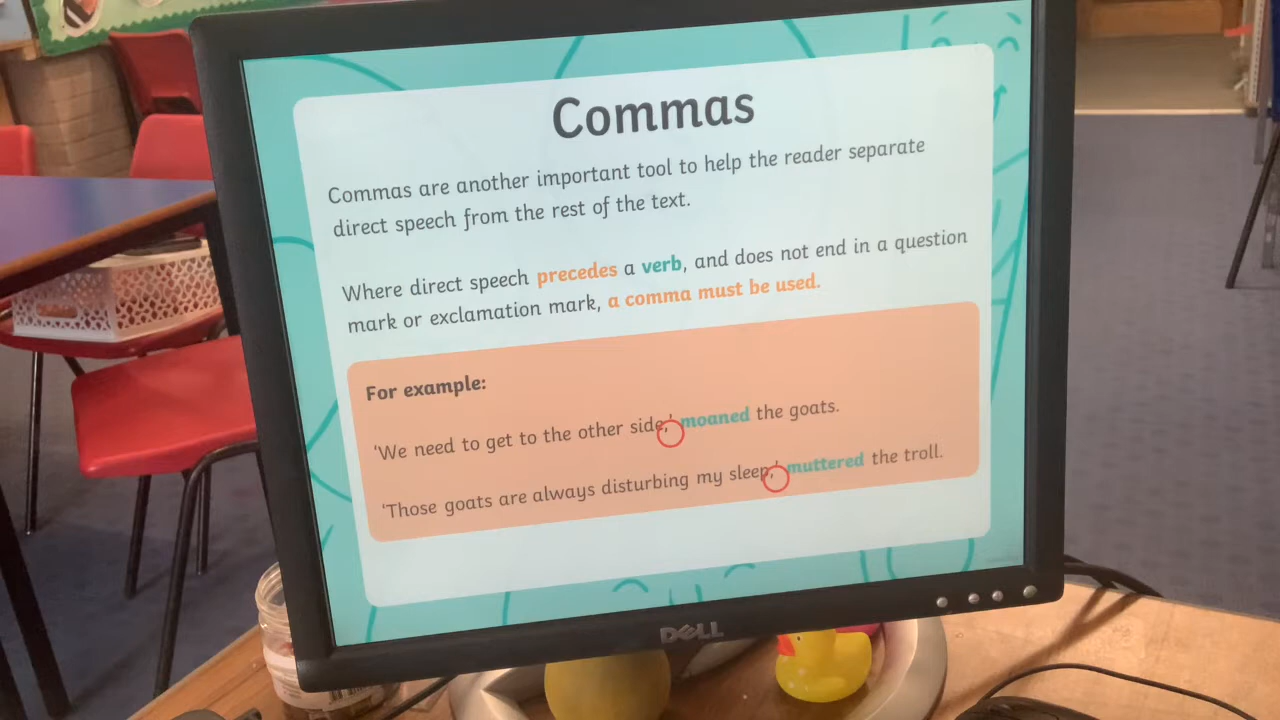 Commas
Commas are another important tool to help the reader separate
direct speech from the rest of the text.
Where direct speech precedes a verb, and does not end in a question
mark or exclamation mark, a comma must be used.
For example:
'We need to get to the other side,' moaned the goats.
'Those goats are always disturbing my sleep,' muttered the troll.
DELL